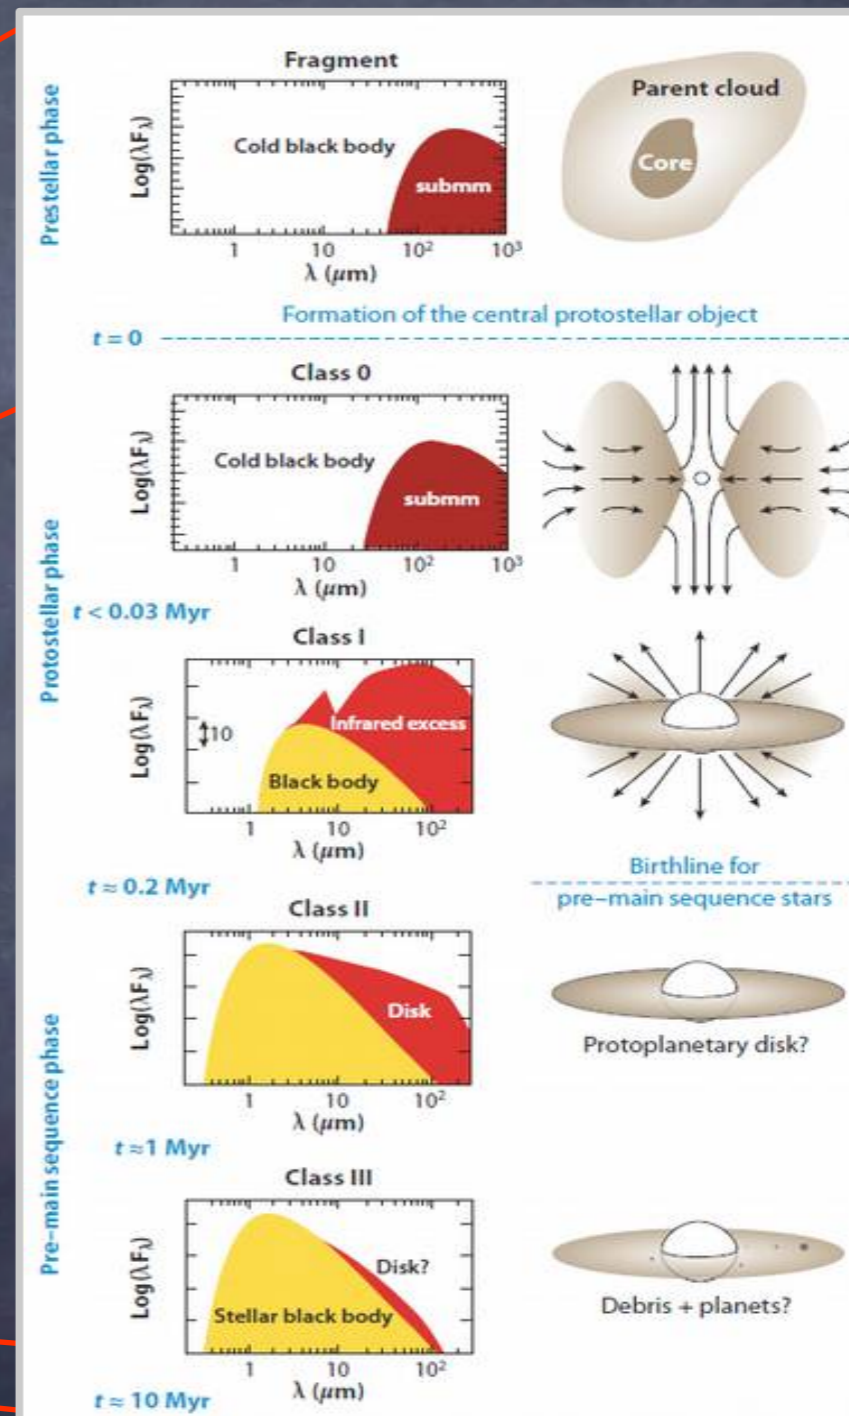 Prestellar phase
Fragment
Log(λFλ)
Cold black body
submm
1 10 10² 10³
λ (μm)
Parent cloud
Core
Formation of the central protostellar object
t = 0
Protostellar phase
Class 0
Log(λFλ)
Cold black body
submm
1 10 10² 10³
λ (μm)
t < 0.03 Myr
Class I
Log(λFλ)
10
Infrared excess
Black body
1 10 10²
λ (μm)
t ≈ 0.2 Myr
Birthline for
pre–main sequence stars
Pre–main sequence phase
Class II
Log(λFλ)
Disk
1 10 10²
λ (μm)
Protoplanetary disk?
t ≈1 Myr
Class III
Log(λFλ)
Disk?
Stellar black body
1 10 10²
λ (μm)
Debris + planets?
t ≈ 10 Myr